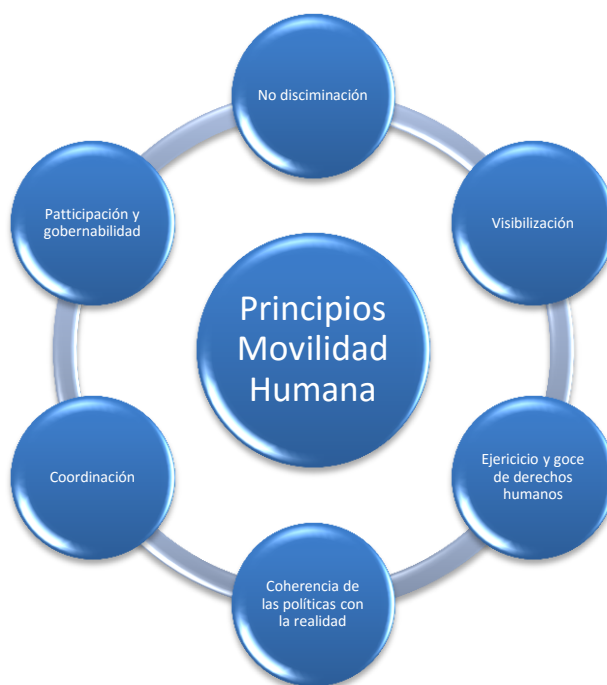 No disciminación
Visibilización
Ejericicio y goce
de derechos
humanos
Coherencia de
las políticas con
la realidad
Coordinación
Patticipación y
gobernabilidad
Principios
Movilidad
Humana